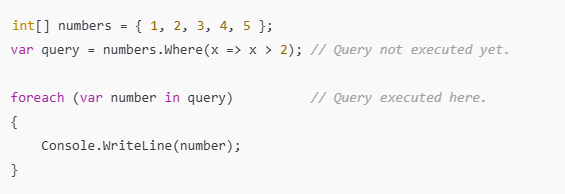 int[] numbers = { 1, 2, 3, 4, 5 };
var query = numbers.Where(x => x > 2); // Query not executed yet.
foreach (var number in query)          // Query executed here.
{
    Console.WriteLine(number);
}